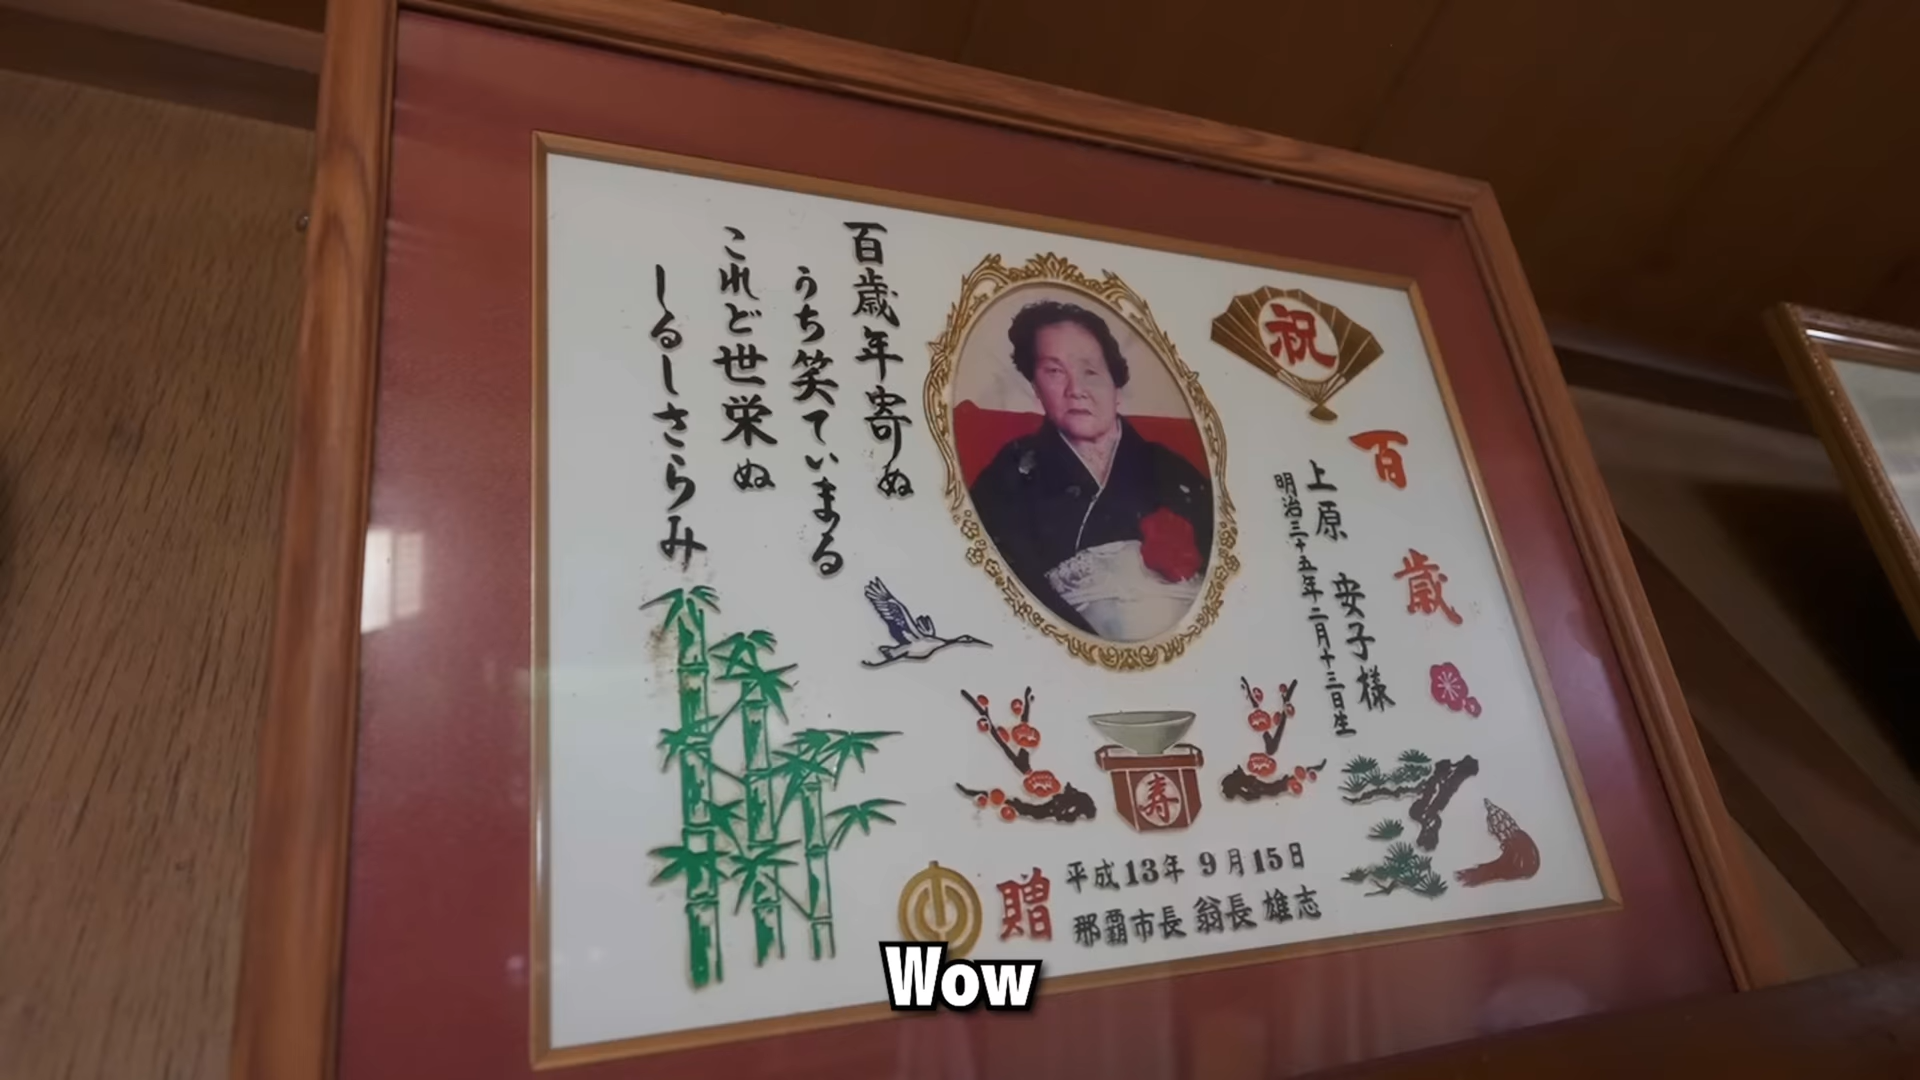 祝
百歳
上原 安子様
明治三十五年二月十三日生
百歳年寄ぬ
うち笑ていまる
これど世栄ぬ
しるしさらみ
寿
贈
平成13年 9月15日
那覇市長 翁長 雄志
Wow